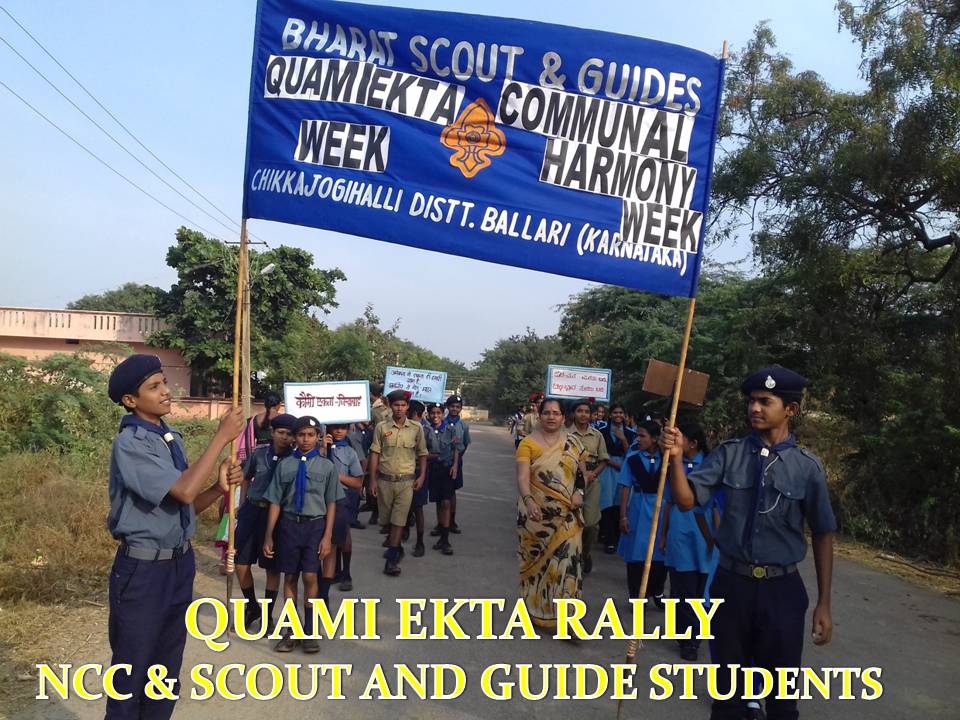 BHARAT SCOUT & GUIDES
QUAMI EKTA COMMUNAL
WEEK HARMONY
WEEK
CHIKKAJOGIHALLI DISTT. BALLARI (KARNATAKA)
कौमी एकता - जिन्दाबाद
QUAMI EKTA RALLY
NCC & SCOUT AND GUIDE STUDENTS